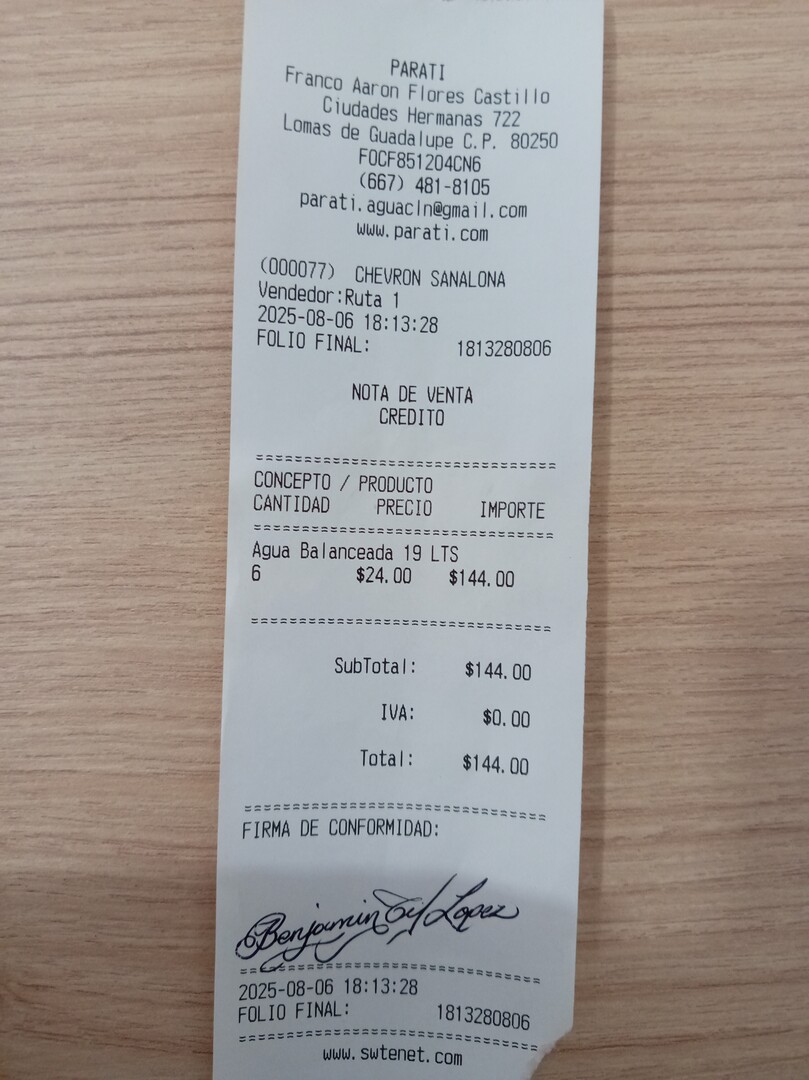 PARATI
Franco Aaron Flores Castillo
Ciudades Hermanas 722
Lomas de Guadalupe C.P. 80250
FOCF851204CN6
(667) 481-8105
parati.aguacln@gmail.com
www.parati.com
(000077) CHEVRON SANALONA
Vendedor:Ruta 1
2025-08-06 18:13:28
FOLIO FINAL: 1813280806
NOTA DE VENTA
CREDITO
==============================
CONCEPTO / PRODUCTO
CANTIDAD PRECIO IMPORTE
==============================
Agua Balanceada 19 LTS
6 $24.00 $144.00
==============================
SubTotal: $144.00
IVA: $0.00
Total: $144.00
==============================
FIRMA DE CONFORMIDAD:
Benjamin Gil Lopez
==============================
2025-08-06 18:13:28
FOLIO FINAL: 1813280806
==============================
www.swtenet.com